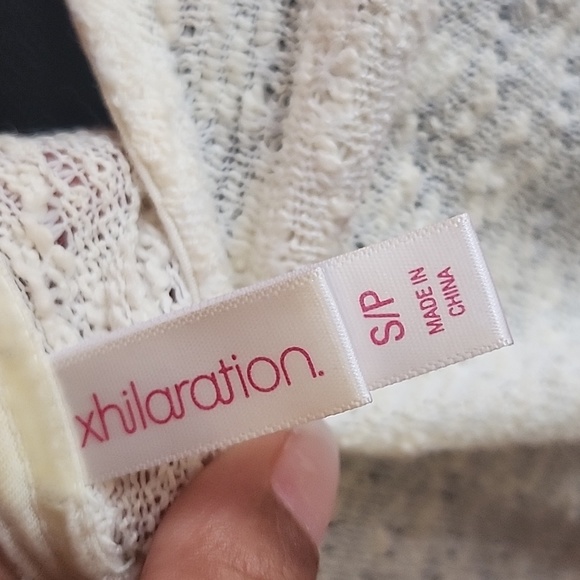 xhilaration.
S/P
MADE IN
CHINA